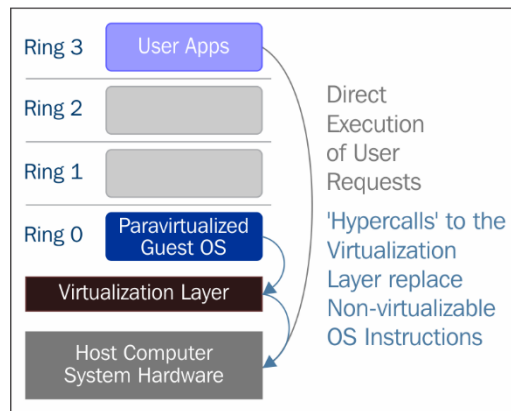 Ring 3
User Apps
Ring 2
Ring 1
Ring 0
Paravirtualized
Guest OS
Virtualization Layer
Host Computer
System Hardware
Direct
Execution
of User
Requests
'Hypercalls' to the
Virtualization
Layer replace
Non-virtualizable
OS Instructions